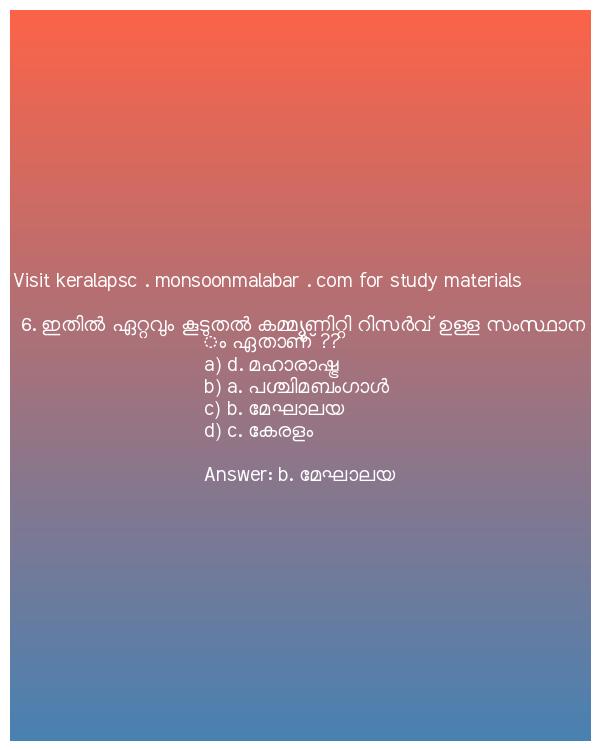 Visit keralapsc . monsoonmalabar . com for study materials
6. ഇതിൽ ഏറ്റവും കൂടുതൽ കമ്മ്യൂണിറ്റി റിസർവ് ഉള്ള സംസ്ഥാന
ം ഏതാണ് ??
a) d. മഹാരാഷ്ട്ര
b) a. പശ്ചിമബംഗാൾ
c) b. മേഘാലയ
d) c. കേരളം
Answer: b. മേഘാലയ